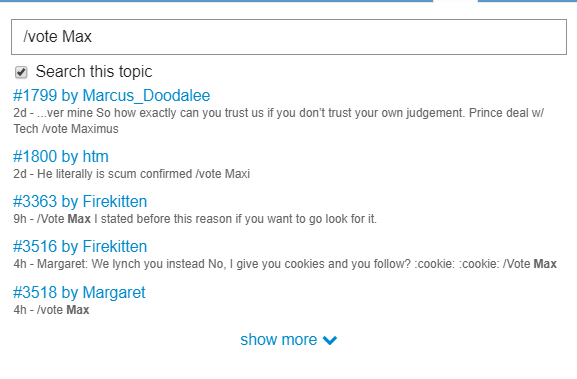 /vote Max
Search this topic
#1799 by Marcus_Doodalee
2d - ...ver mine So how exactly can you trust us if you don’t trust your own judgement. Prince deal w/
Tech /vote Maximus
#1800 by htm
2d - He literally is scum confirmed /vote Maxi
#3363 by Firekitten
9h - /Vote Max I stated before this reason if you want to go look for it.
#3516 by Firekitten
4h - Margaret: We lynch you instead No, I give you cookies and you follow? :cookie: :cookie: /Vote Max
#3518 by Margaret
4h - /vote Max
show more